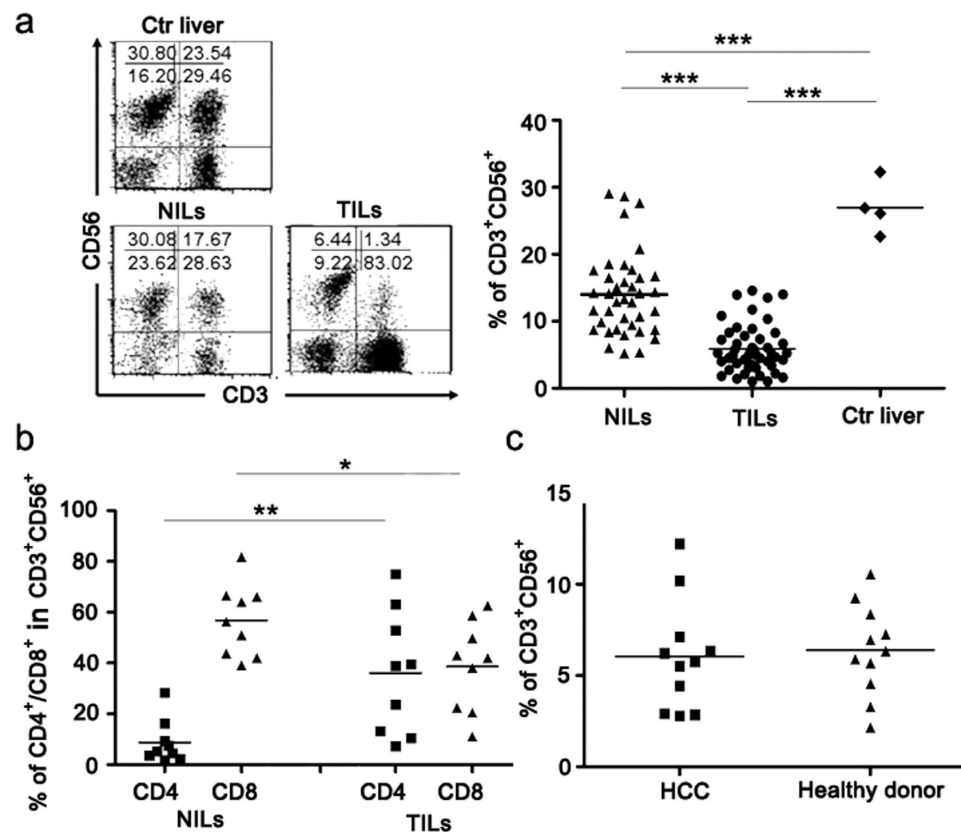 a
Ctr liver
30.80 23.54
16.20 29.46
NILs
30.08 17.67
23.62 28.63
TILs
6.44 1.34
9.22 83.02
CD56
CD3
% of CD3+CD56+
40
30
20
10
0
***
*** ***
NILs TILs Ctr liver
b
% of CD4+/CD8+ in CD3+CD56+
100
80
60
40
20
0
*
**
CD4 CD8 CD4 CD8
NILs TILs
c
% of CD3+CD56+
15
10
5
0
HCC Healthy donor